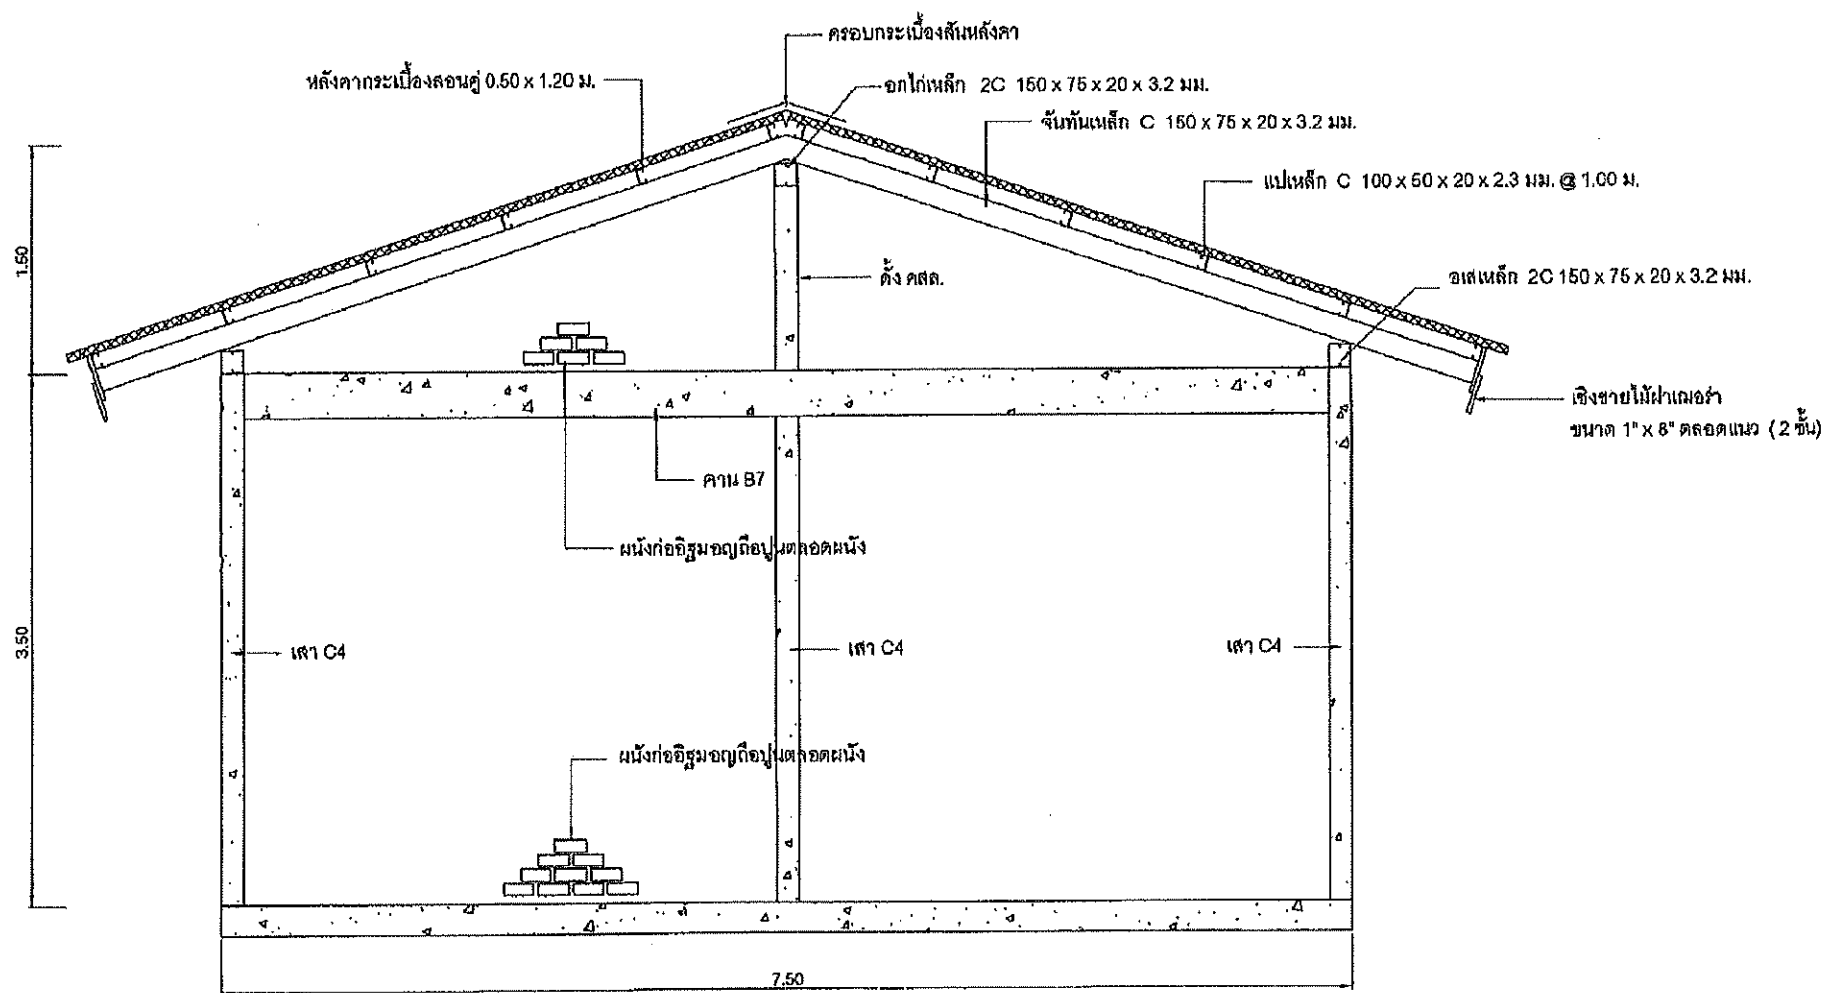 ครอบกระเบื้องสันหลังคา
หลังคากระเบื้องลอนคู่ 0.50 x 1.20 ม.
อกไก่เหล็ก 2C 150 x 75 x 20 x 3.2 มม.
จันทันเหล็ก C 150 x 75 x 20 x 3.2 มม.
แปเหล็ก C 100 x 50 x 20 x 2.3 มม. @ 1.00 ม.
1.50
ดั้ง คสล.
อเสเหล็ก 2C 150 x 75 x 20 x 3.2 มม.
เชิงชายไม้ฝาเฌอร่า
ขนาด 1" x 8" ตลอดแนว (2 ชั้น)
คาน B7
ผนังก่ออิฐมอญถือปูนตลอดผนัง
3.50
เสา C4
เสา C4
เสา C4
ผนังก่ออิฐมอญถือปูนตลอดผนัง
7.50